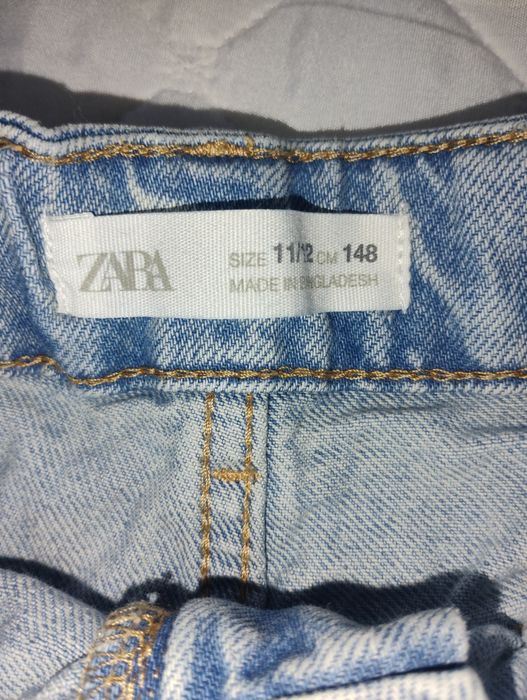 ZARA
SIZE 11/12 CM 148
MADE IN BANGLADESH